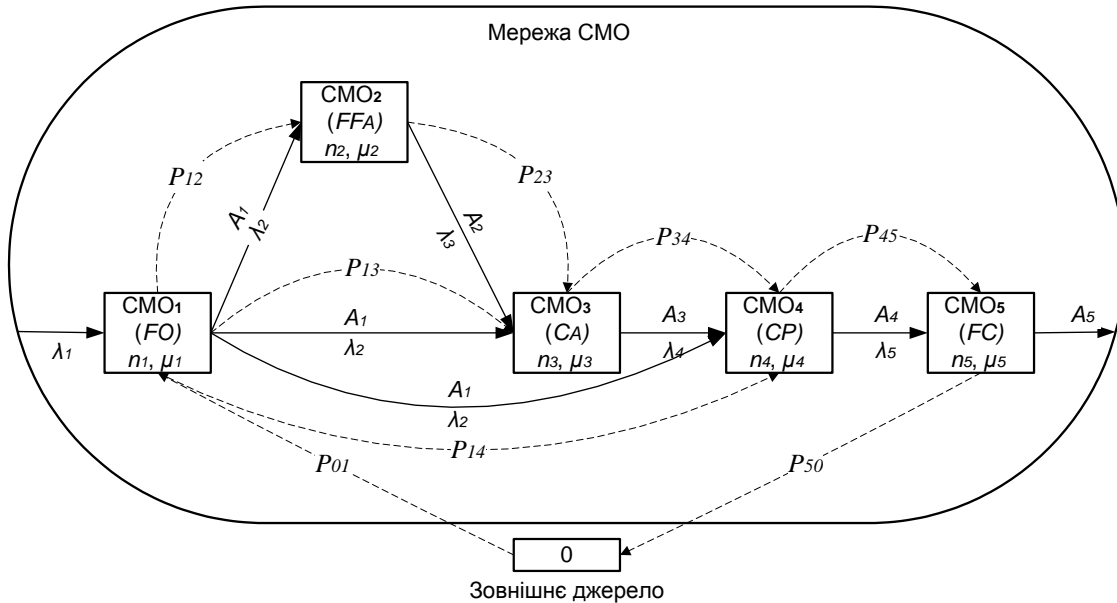 Мережа СМО
СМО2
(FFA)
n2, μ2
P12
P23
A1
λ2
A2
λ3
P13
P34
P45
СМО1
(FO)
n1, μ1
СМО3
(CA)
n3, μ3
СМО4
(CP)
n4, μ4
СМО5
(FC)
n5, μ5
λ1
A1
λ2
A3
λ4
A4
λ5
A5
A1
λ2
P14
P01
P50
0
Зовнішнє джерело